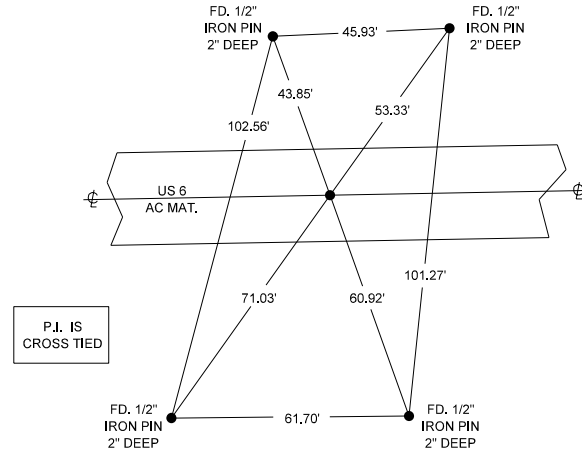 FD. 1/2"
IRON PIN
2" DEEP
45.93'
FD. 1/2"
IRON PIN
2" DEEP
43.85'
53.33'
102.56'
US 6
AC MAT.
℄
℄
101.27'
71.03'
60.92'
P.I. IS
CROSS TIED
FD. 1/2"
IRON PIN
2" DEEP
61.70'
FD. 1/2"
IRON PIN
2" DEEP